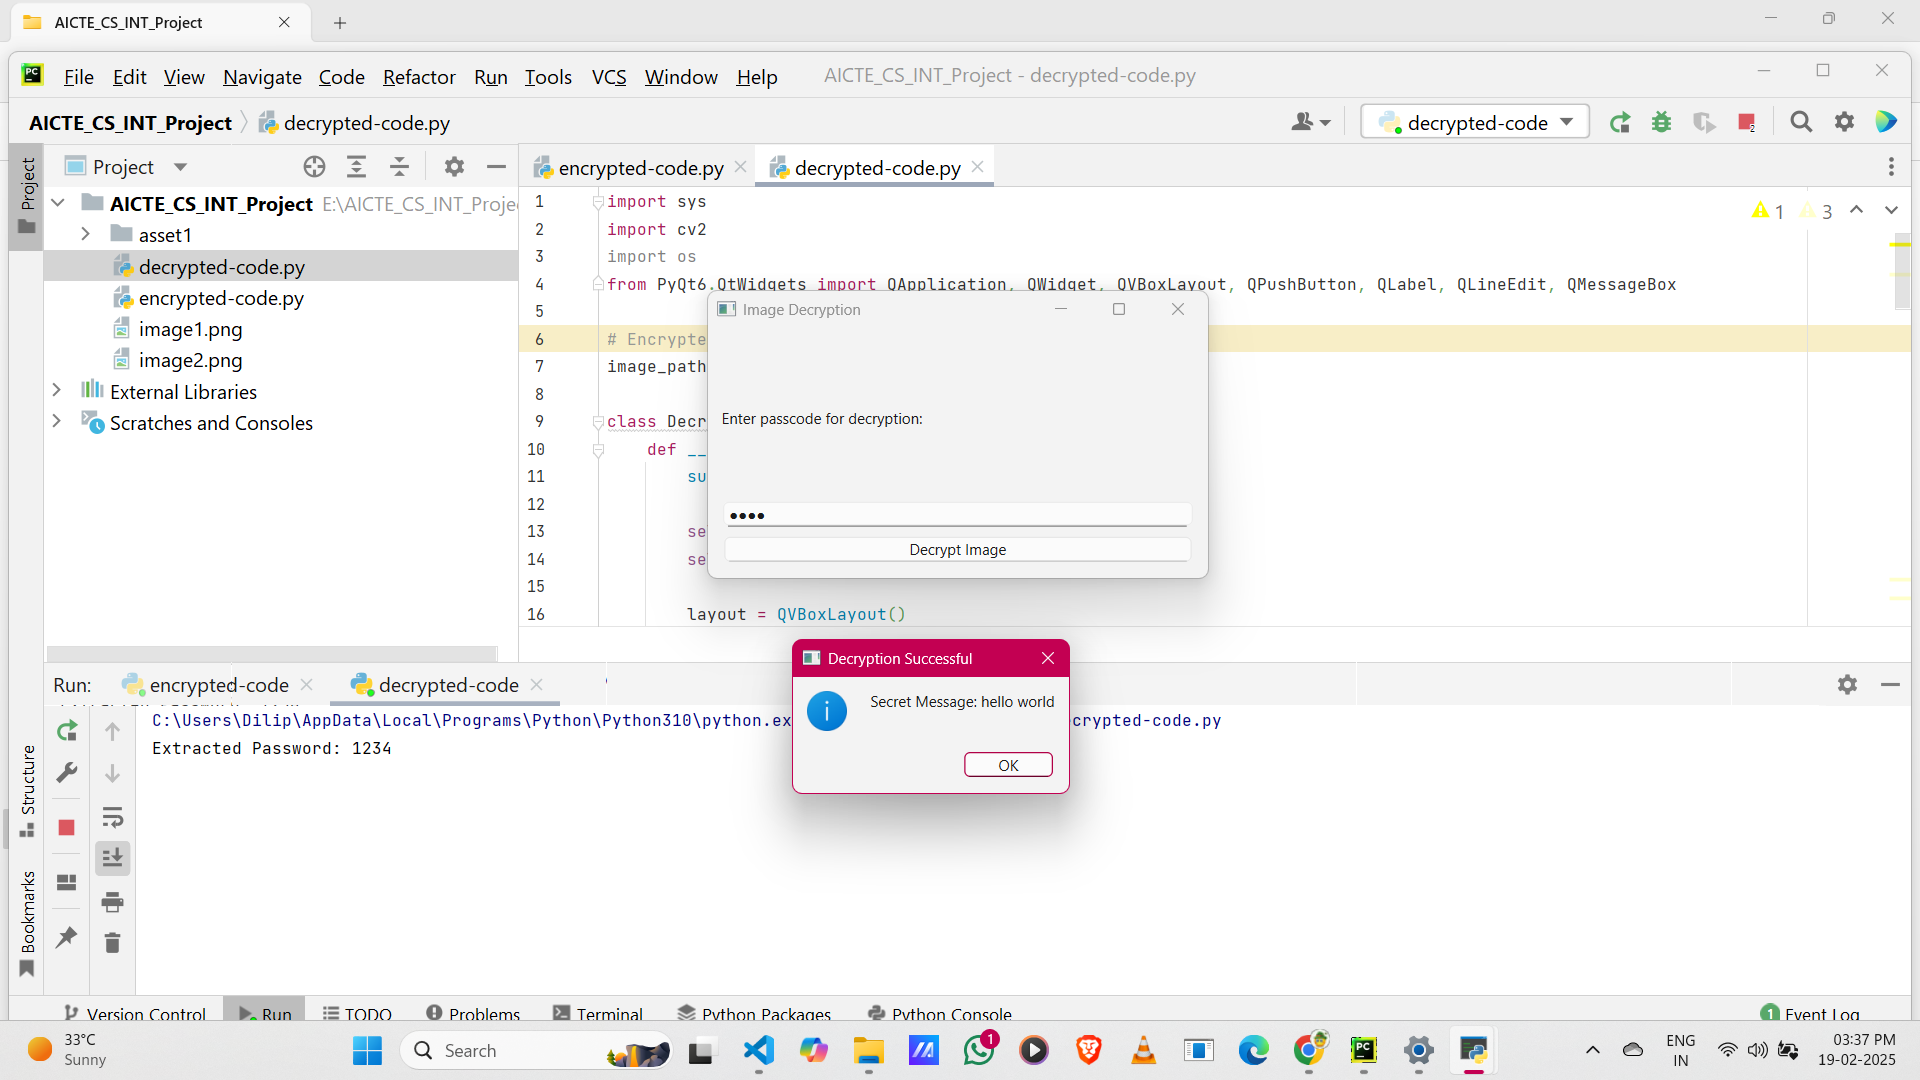 AICTE_CS_INT_Project
File Edit View Navigate Code Refactor Run Tools VCS Window Help AICTE_CS_INT_Project - decrypted-code.py
AICTE_CS_INT_Project decrypted-code.py
decrypted-code
Project
Project
encrypted-code.py decrypted-code.py
AICTE_CS_INT_Project E:\AICTE_CS_INT_Proje
asset1
decrypted-code.py
encrypted-code.py
image1.png
image2.png
External Libraries
Scratches and Consoles
1 import sys
2 import cv2
3 import os
4 from PyQt6.QtWidgets import QApplication, QWidget, QVBoxLayout, QPushButton, QLabel, QLineEdit, QMessageBox
5
6 # Encrypte
7 image_path
8
9 class Decr
10 def __
11 su
12
13 se
14 se
15
16 layout = QVBoxLayout()
1 3
Image Decryption
Enter passcode for decryption:
Decrypt Image
Decryption Successful
Secret Message: hello world
OK
Run: encrypted-code decrypted-code
C:\Users\Dilip\AppData\Local\Programs\Python\Python310\python.ex crypted-code.py
Extracted Password: 1234
Structure
Bookmarks
Version Control Run TODO Problems Terminal Python Packages Python Console 1 Event Log
33°C
Sunny
Search
1
ENG
IN
03:37 PM
19-02-2025